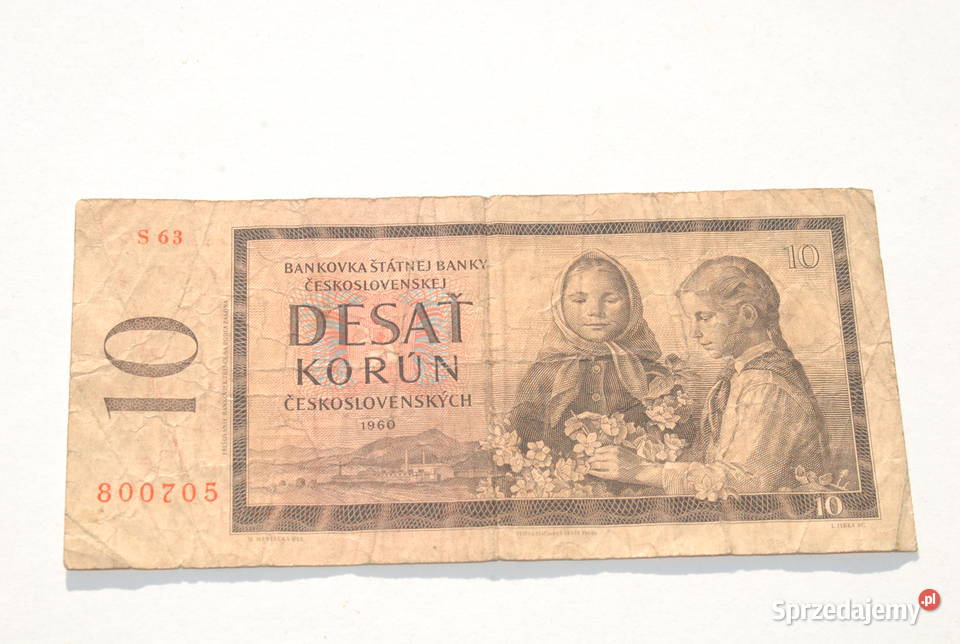 S 63
BANKOVKA ŠTÁTNEJ BANKY
ČESKOSLOVENSKEJ
DESAŤ
KORÚN
ČESKOSLOVENSKÝCH
1960
10
800705
10
10
Sprzedajemy.pl